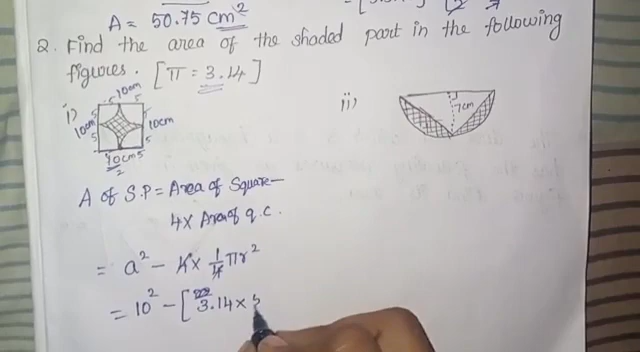 A = 50.75 cm²
2. Find the area of the shaded part in the following
figures. [π = 3.14]
i)
10cm
5 5
10cm 10cm
5 5
10cm 5
2
ii)
7cm
A of S.P = Area of Square –
4 × Area of q.c.
= a² – 4 × 1/4 πr²
= 10² – [3.14 ×